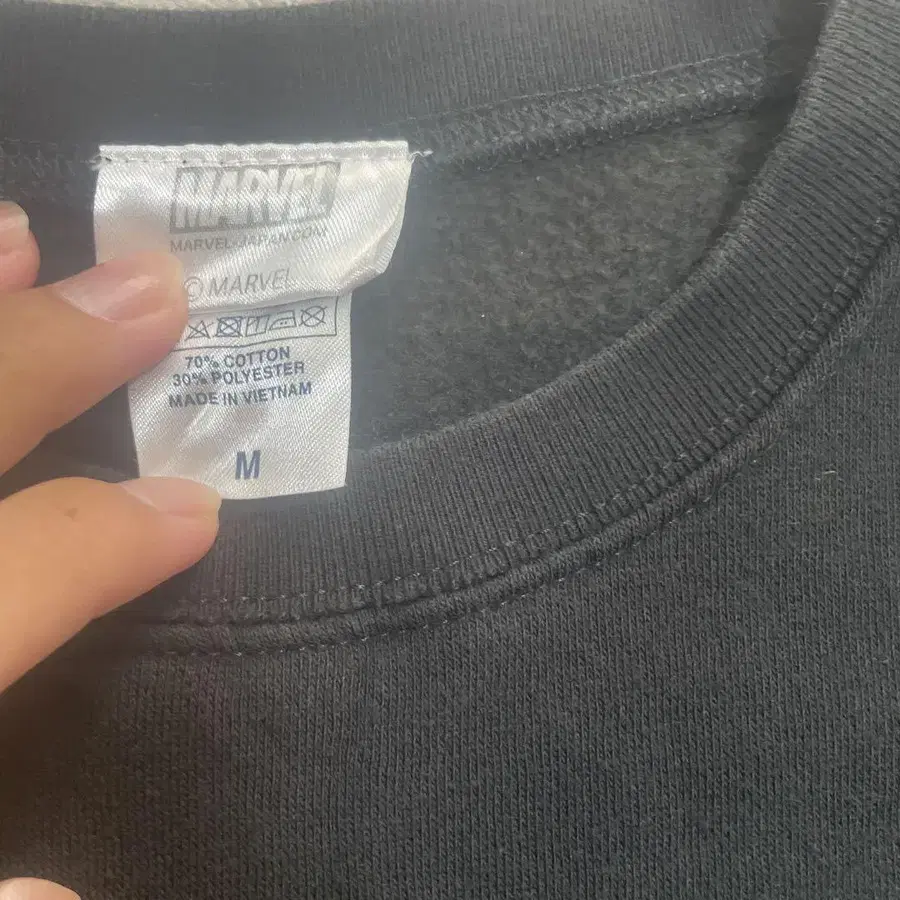 MARVEL
MARVEL-JAPAN.COM
© MARVEL
70% COTTON
30% POLYESTER
MADE IN VIETNAM
M